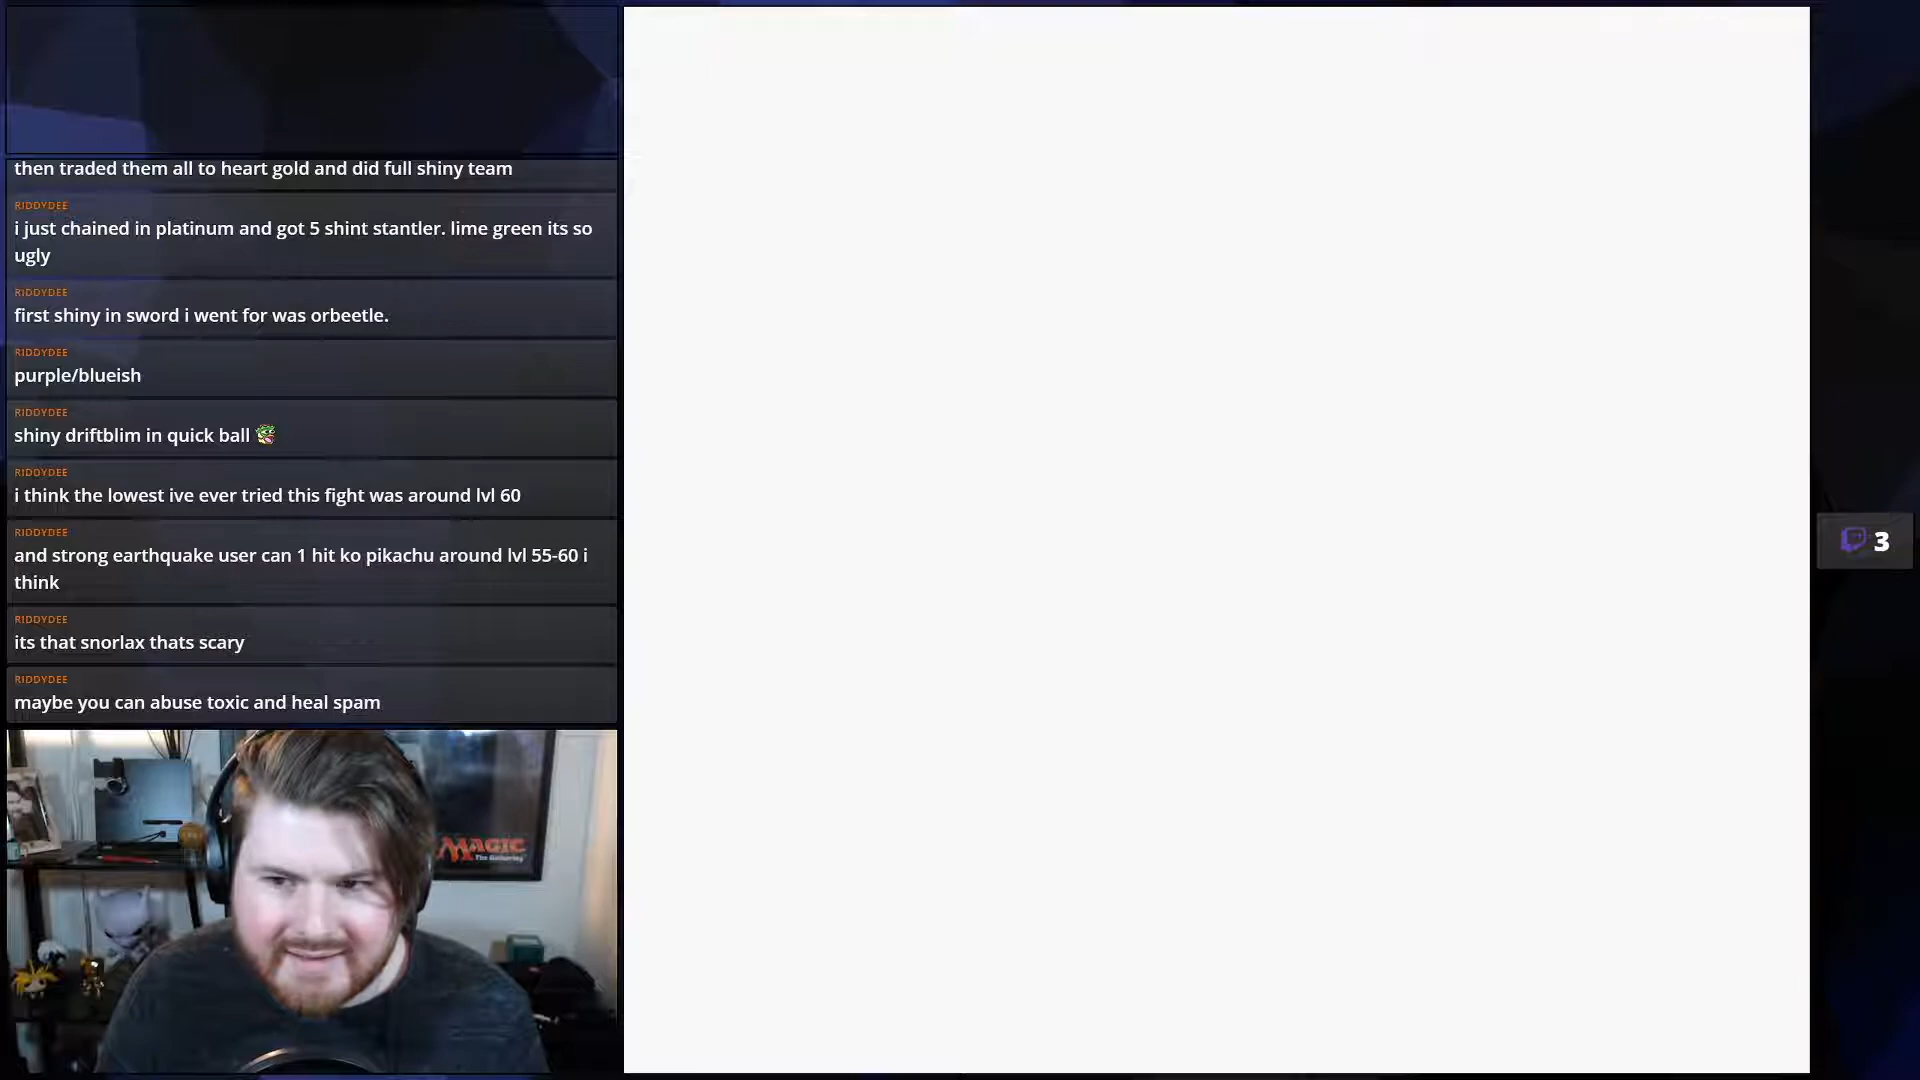 then traded them all to heart gold and did full shiny team
RIDDYDEE
i just chained in platinum and got 5 shint stantler. lime green its so
ugly
RIDDYDEE
first shiny in sword i went for was orbeetle.
RIDDYDEE
purple/blueish
RIDDYDEE
shiny driftblim in quick ball
RIDDYDEE
i think the lowest ive ever tried this fight was around lvl 60
RIDDYDEE
and strong earthquake user can 1 hit ko pikachu around lvl 55-60 i
think
RIDDYDEE
its that snorlax thats scary
RIDDYDEE
maybe you can abuse toxic and heal spam
MAGIC
The Gathering
3